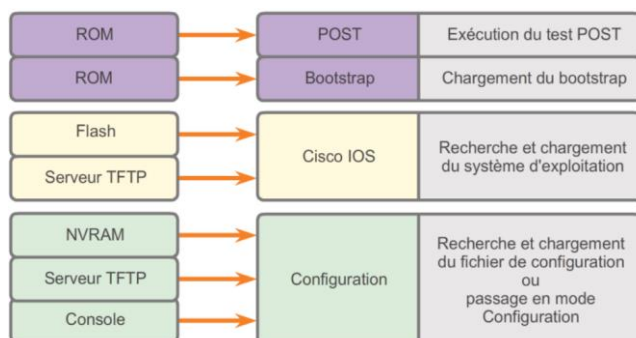 ROM
POST
Exécution du test POST
ROM
Bootstrap
Chargement du bootstrap
Flash
Serveur TFTP
Cisco IOS
Recherche et chargement
du système d'exploitation
NVRAM
Serveur TFTP
Console
Configuration
Recherche et chargement
du fichier de configuration
ou
passage en mode
Configuration